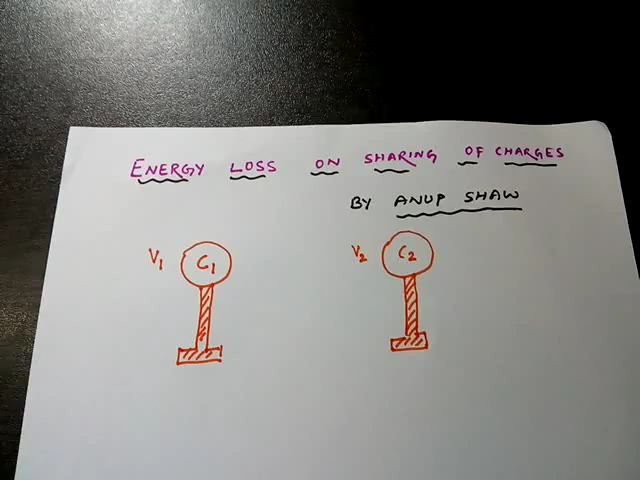 ENERGY LOSS ON SHARING OF CHARGES
BY ANUP SHAW
V1 C1 V2 C2